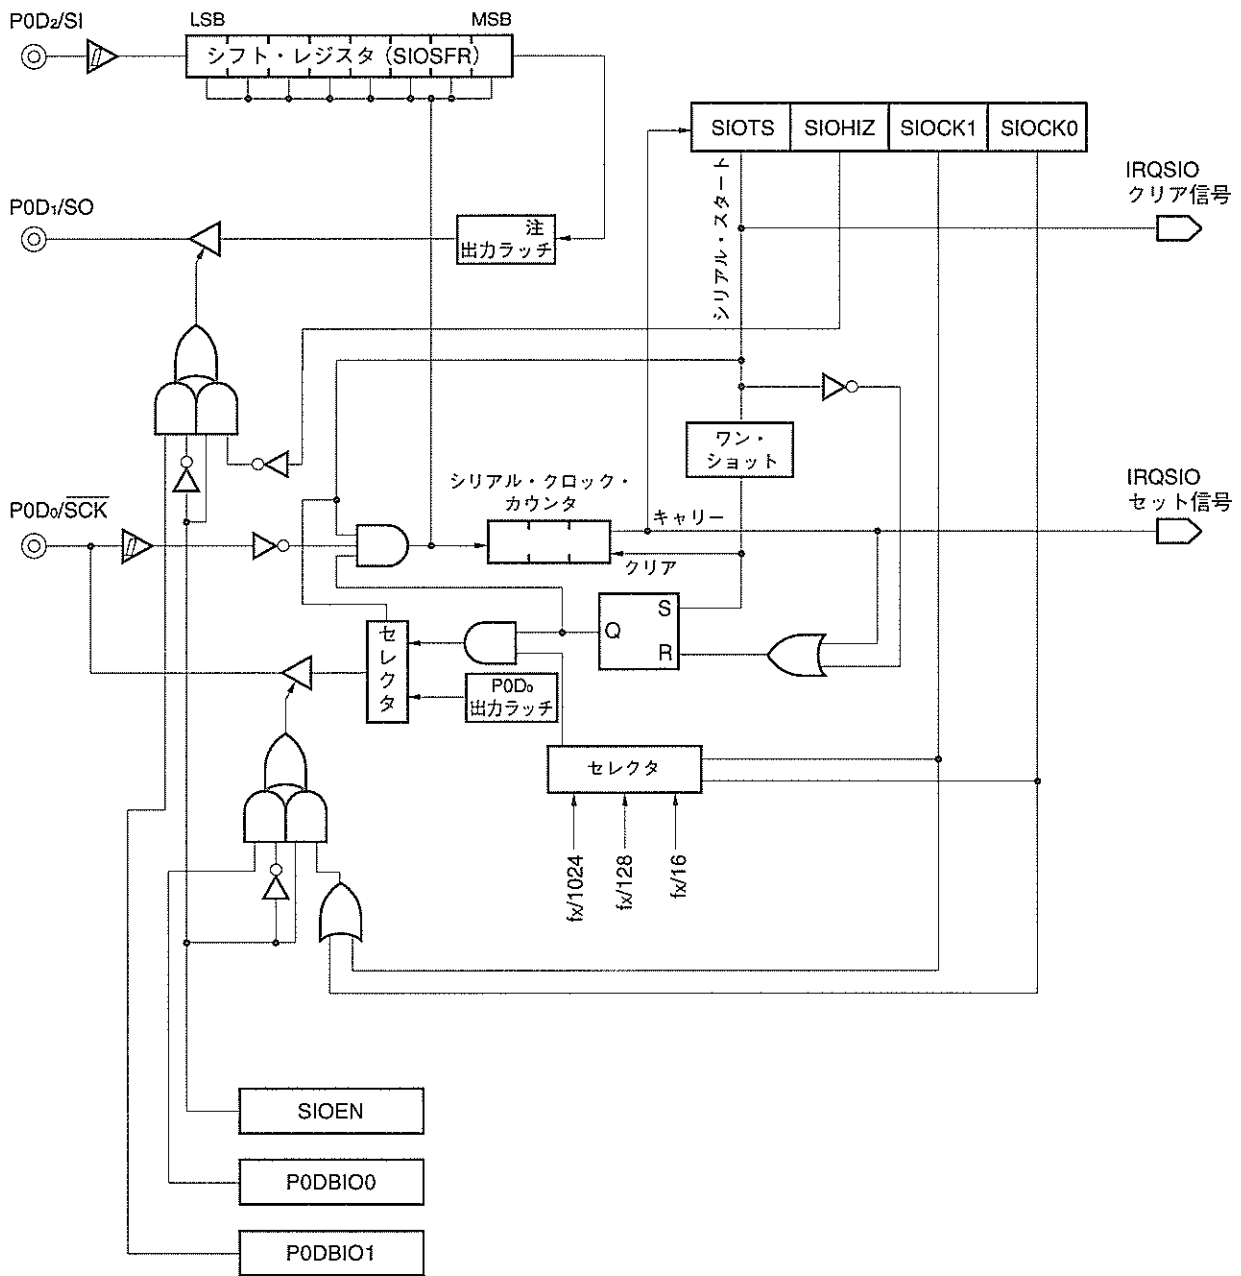 P0D₂/SI
LSB
MSB
シフト・レジスタ (SIOSFR)
SIOTS
SIOHIZ
SIOCK1
SIOCK0
IRQSIO
クリア信号
シリアル・スタート
P0D₁/SO
注
出力ラッチ
ワン・
ショット
シリアル・クロック・
カウンタ
キャリー
IRQSIO
セット信号
P0D₀/S̅C̅K̅
クリア
S
Q
R
セレクタ
P0D₀
出力ラッチ
セレクタ
fx/1024
fx/128
fx/16
SIOEN
P0DBIO0
P0DBIO1